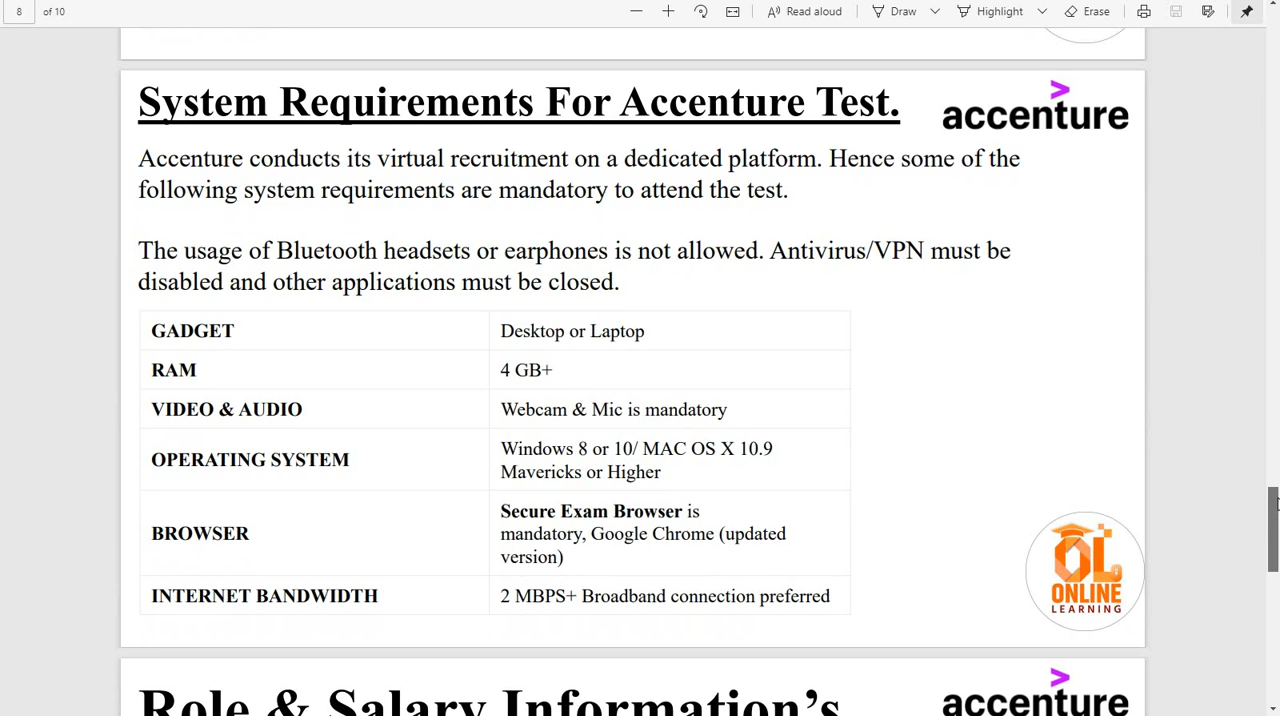 8 of 10 Read aloud Draw Highlight Erase
System Requirements For Accenture Test.
accenture
Accenture conducts its virtual recruitment on a dedicated platform. Hence some of the
following system requirements are mandatory to attend the test.
The usage of Bluetooth headsets or earphones is not allowed. Antivirus/VPN must be
disabled and other applications must be closed.
GADGET Desktop or Laptop
RAM 4 GB+
VIDEO & AUDIO Webcam & Mic is mandatory
OPERATING SYSTEM Windows 8 or 10/ MAC OS X 10.9
Mavericks or Higher
BROWSER Secure Exam Browser is
mandatory, Google Chrome (updated
version)
INTERNET BANDWIDTH 2 MBPS+ Broadband connection preferred
OL
ONLINE
LEARNING
Role & Salary Information's
accenture